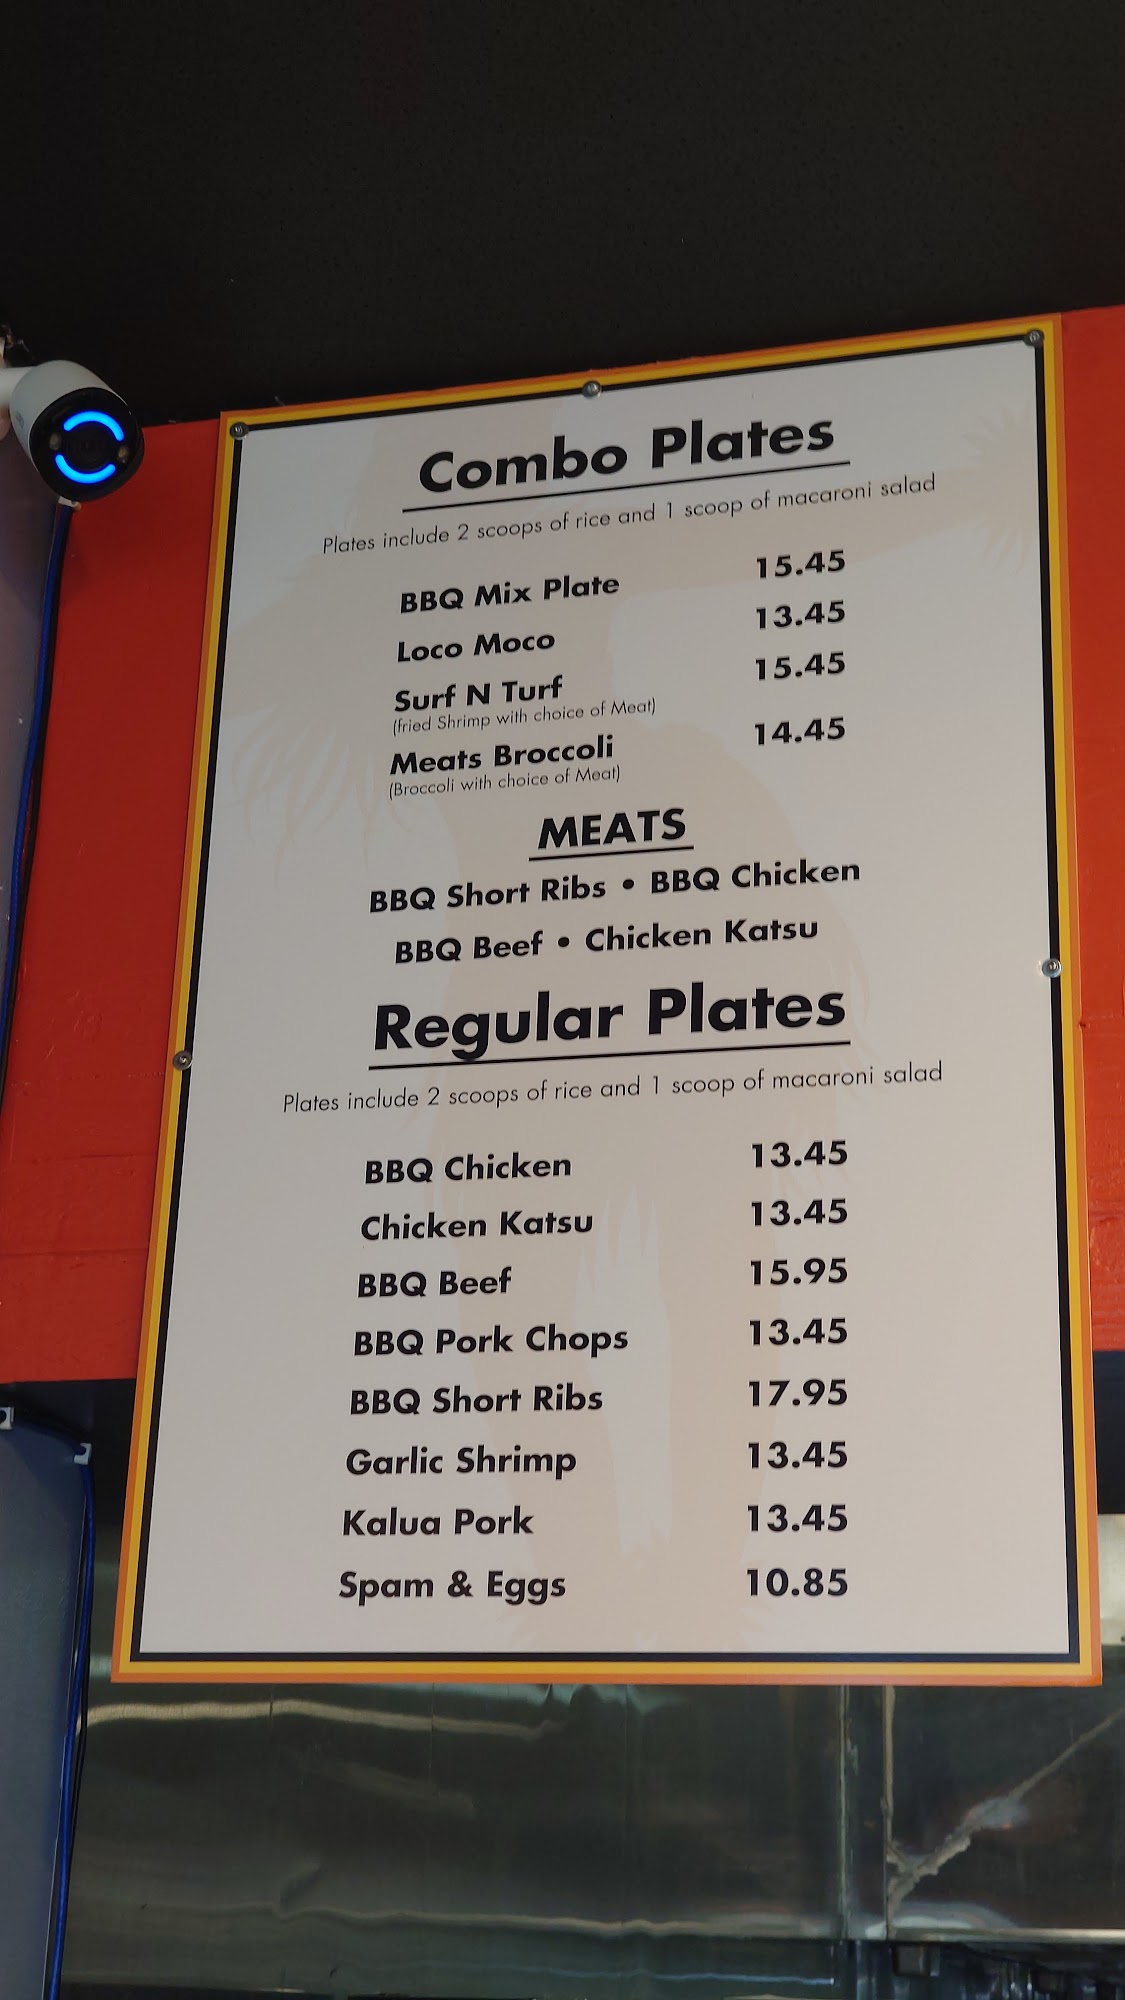 Combo Plates
Plates include 2 scoops of rice and 1 scoop of macaroni salad
BBQ Mix Plate 15.45
Loco Moco 13.45
Surf N Turf 15.45
(fried Shrimp with choice of Meat)
Meats Broccoli 14.45
(Broccoli with choice of Meat)
MEATS
BBQ Short Ribs • BBQ Chicken
BBQ Beef • Chicken Katsu
Regular Plates
Plates include 2 scoops of rice and 1 scoop of macaroni salad
BBQ Chicken 13.45
Chicken Katsu 13.45
BBQ Beef 15.95
BBQ Pork Chops 13.45
BBQ Short Ribs 17.95
Garlic Shrimp 13.45
Kalua Pork 13.45
Spam & Eggs 10.85